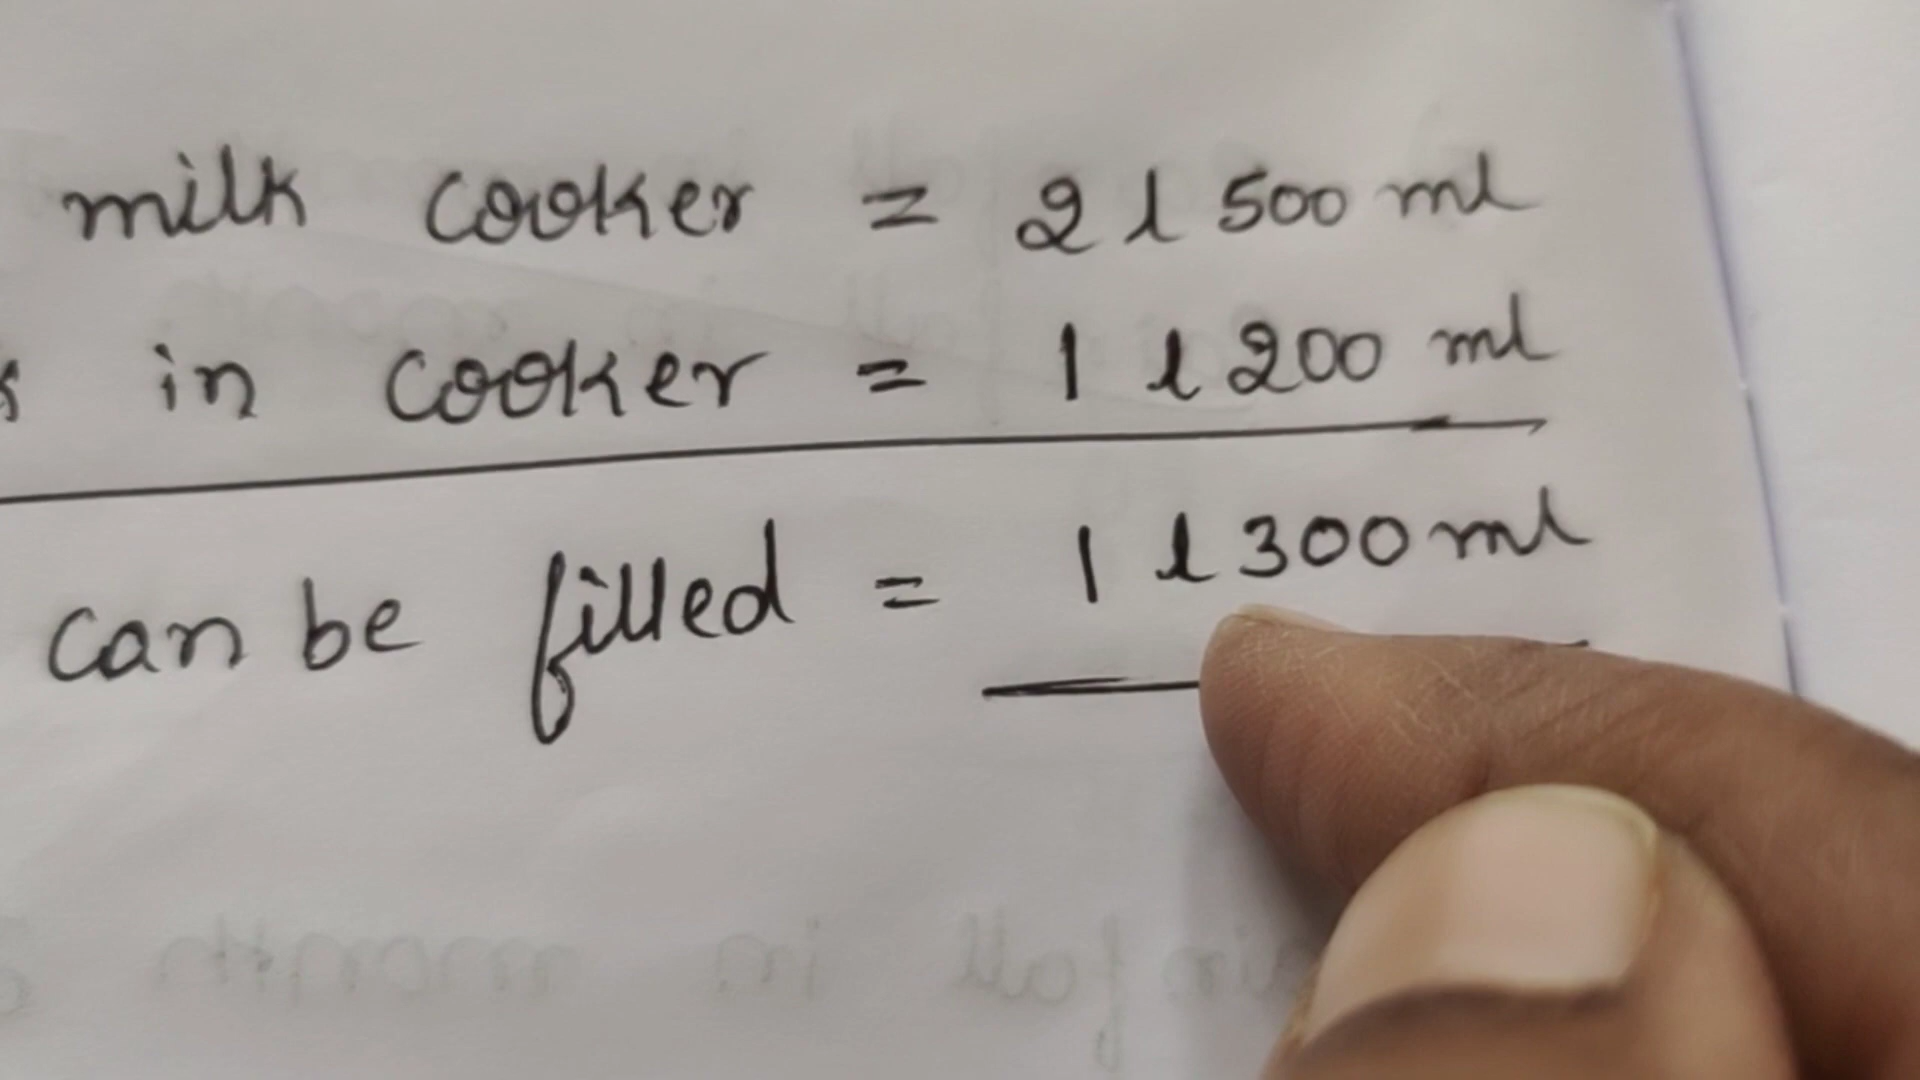 milk cooker = 2 l 500 ml
in cooker = 1 l 200 ml
can be filled = 1 l 300 ml